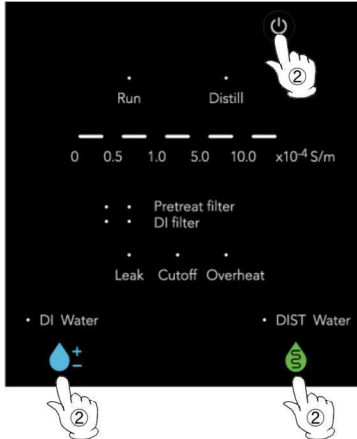 ②
Run Distill
0 0.5 1.0 5.0 10.0 x10⁻⁴ S/m
Pretreat filter
DI filter
Leak Cutoff Overheat
DI Water DIST Water
+
−
② ②